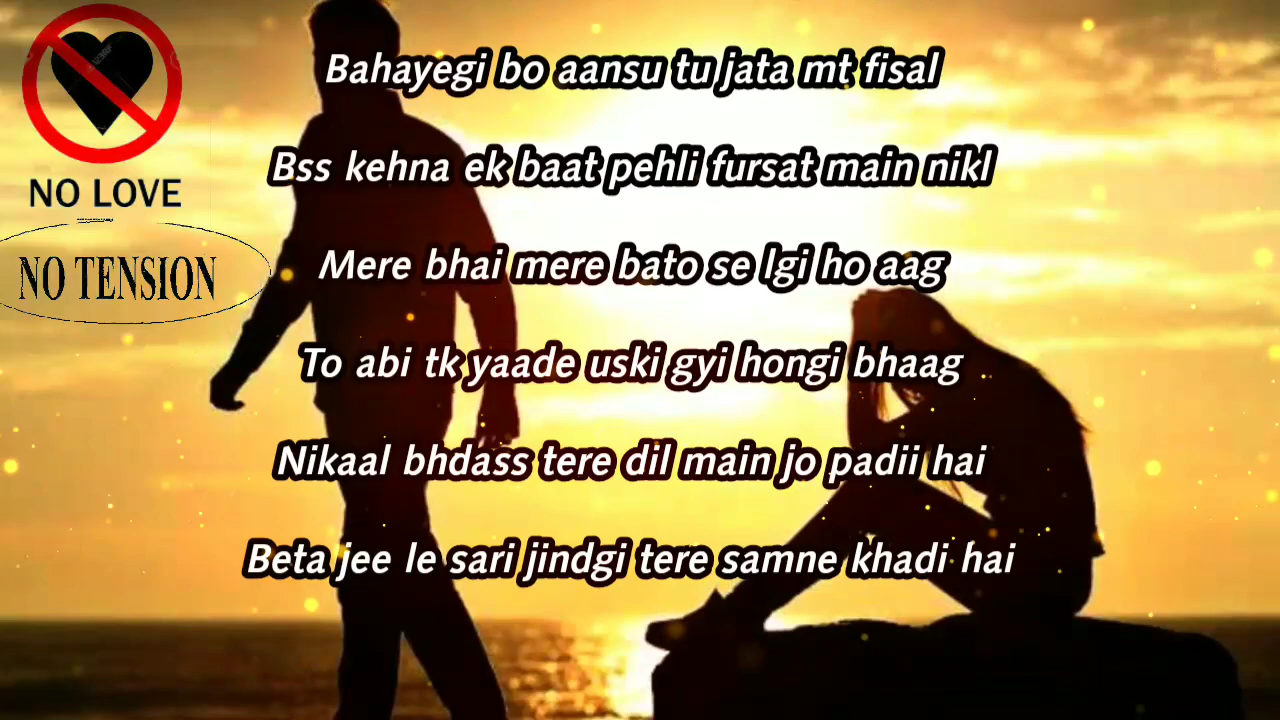 NO LOVE
NO TENSION
Bahayegi bo aansu tu jata mt fisal
Bss kehna ek baat pehli fursat main nikl
Mere bhai mere bato se lgi ho aag
To abi tk yaade uski gyi hongi bhaag
Nikaal bhdass tere dil main jo padii hai
Beta jee le sari jindgi tere samne khadi hai